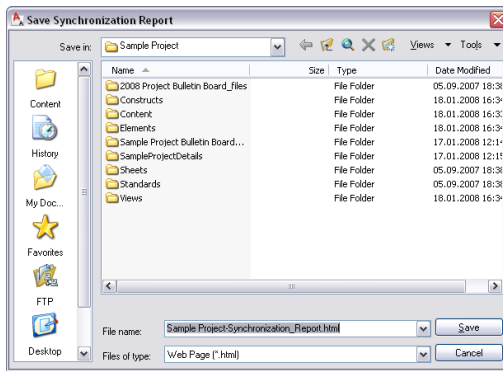 Save Synchronization Report
Save in: Sample Project Views Tools
Name Size Type Date Modified
2008 Project Bulletin Board_files File Folder 05.09.2007 18:38
Constructs File Folder 18.01.2008 16:34
Content File Folder 18.01.2008 16:3
Elements File Folder 18.01.2008 16:34
Sample Project Bulletin Board... File Folder 17.01.2008 12:14
SampleProjectDetails File Folder 17.01.2008 12:15
Sheets File Folder 05.09.2007 18:38
Standards File Folder 05.09.2007 18:38
Views File Folder 18.01.2008 16:34
Content
History
My Doc...
Favorites
FTP
Desktop
File name: Sample Project-Synchronization_Report.html Save
Files of type: Web Page (*.html) Cancel